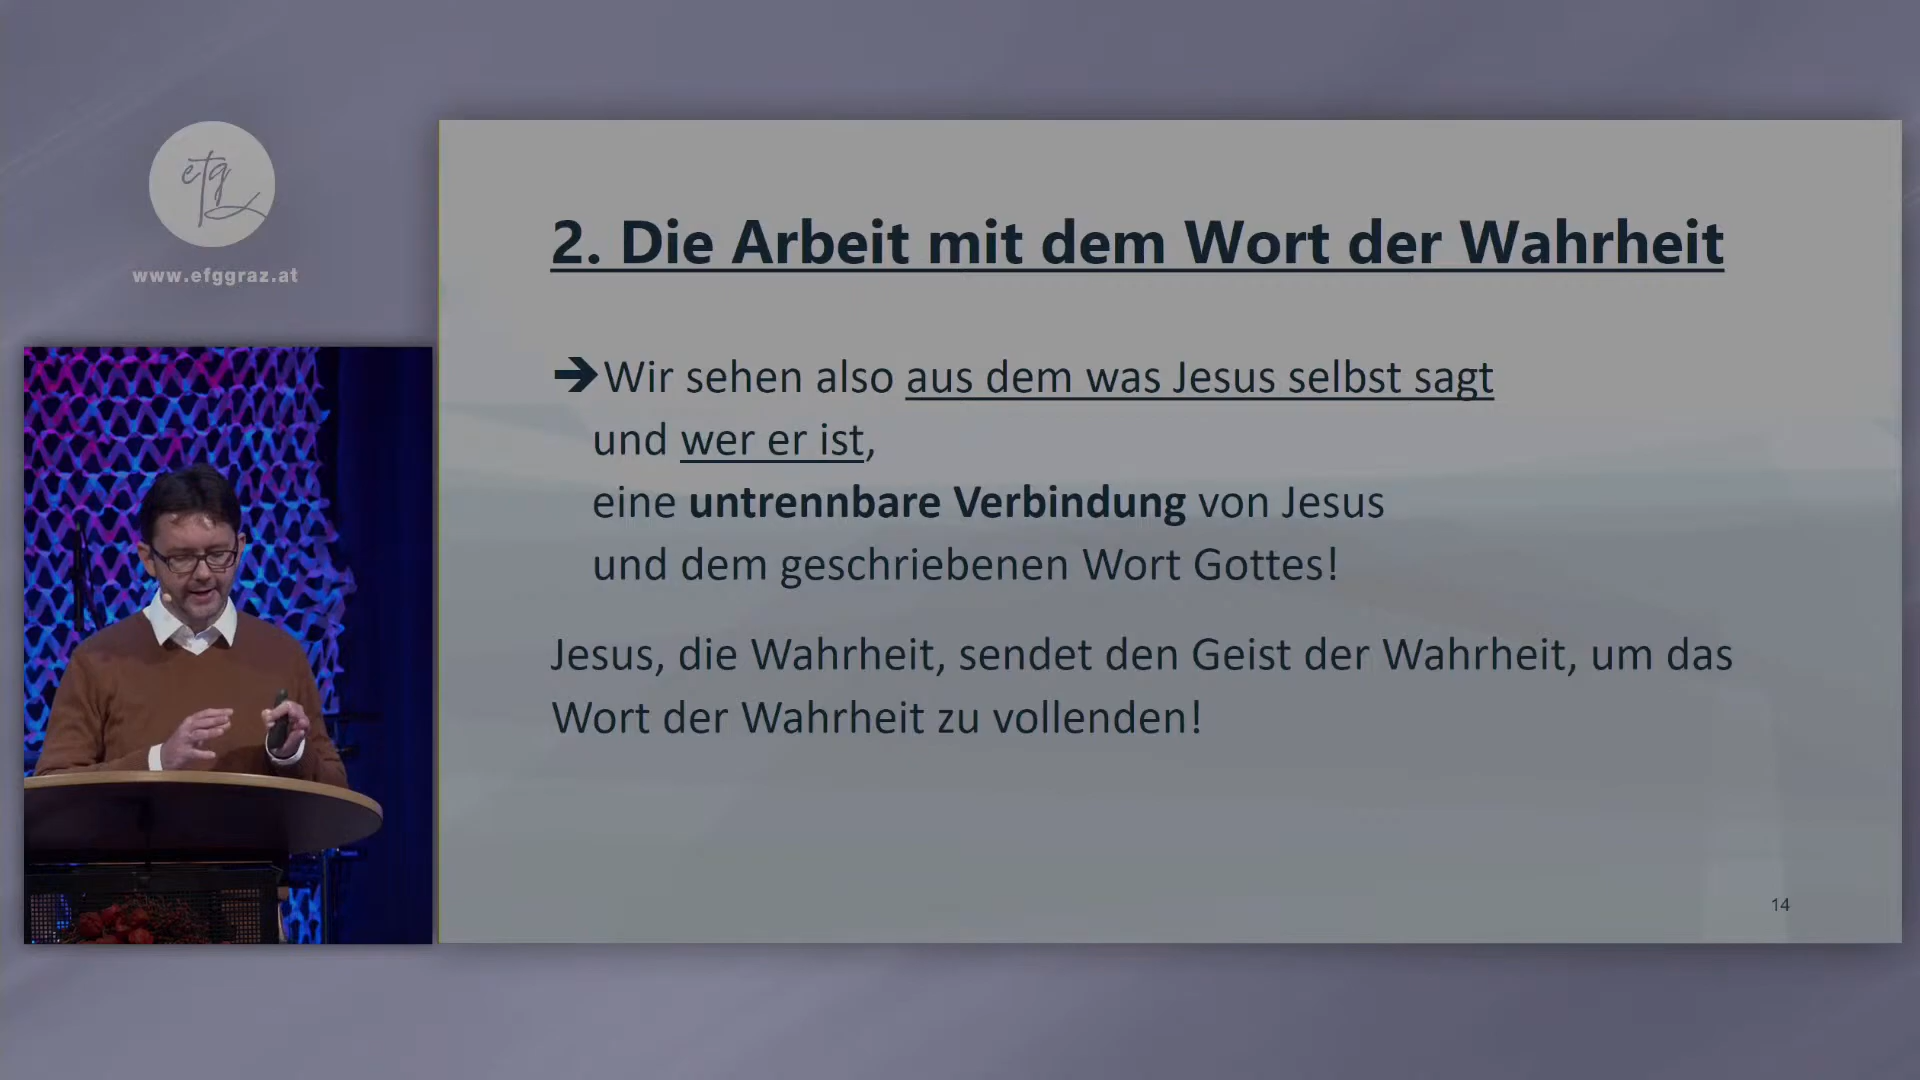 efg
www.efggraz.at
2. Die Arbeit mit dem Wort der Wahrheit
➔Wir sehen also aus dem was Jesus selbst sagt
und wer er ist,
eine untrennbare Verbindung von Jesus
und dem geschriebenen Wort Gottes!
Jesus, die Wahrheit, sendet den Geist der Wahrheit, um das
Wort der Wahrheit zu vollenden!
14